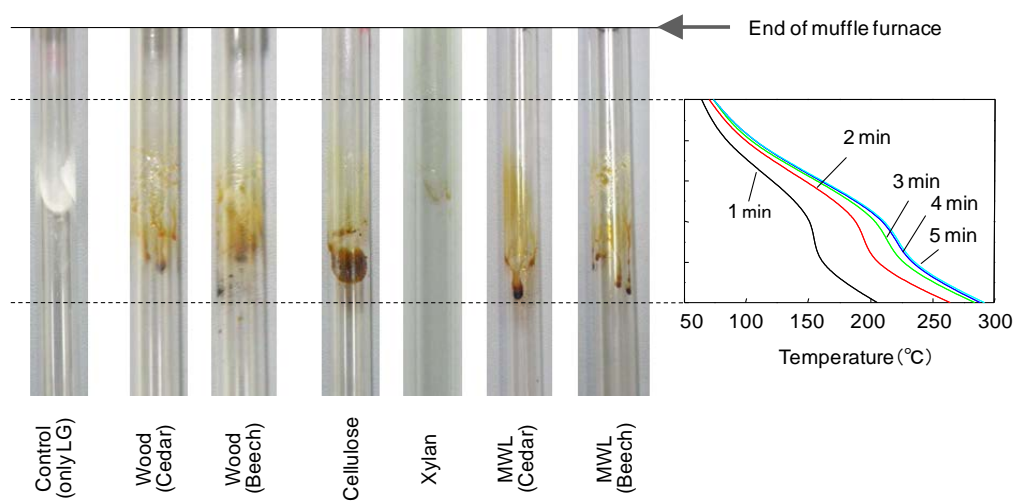 End of muffle furnace
2 min
3 min
1 min
4 min
5 min
50 100 150 200 250 300
Temperature (℃)
Control
(only LG)
Wood
(Cedar)
Wood
(Beech)
Cellulose
Xylan
MWL
(Cedar)
MWL
(Beech)